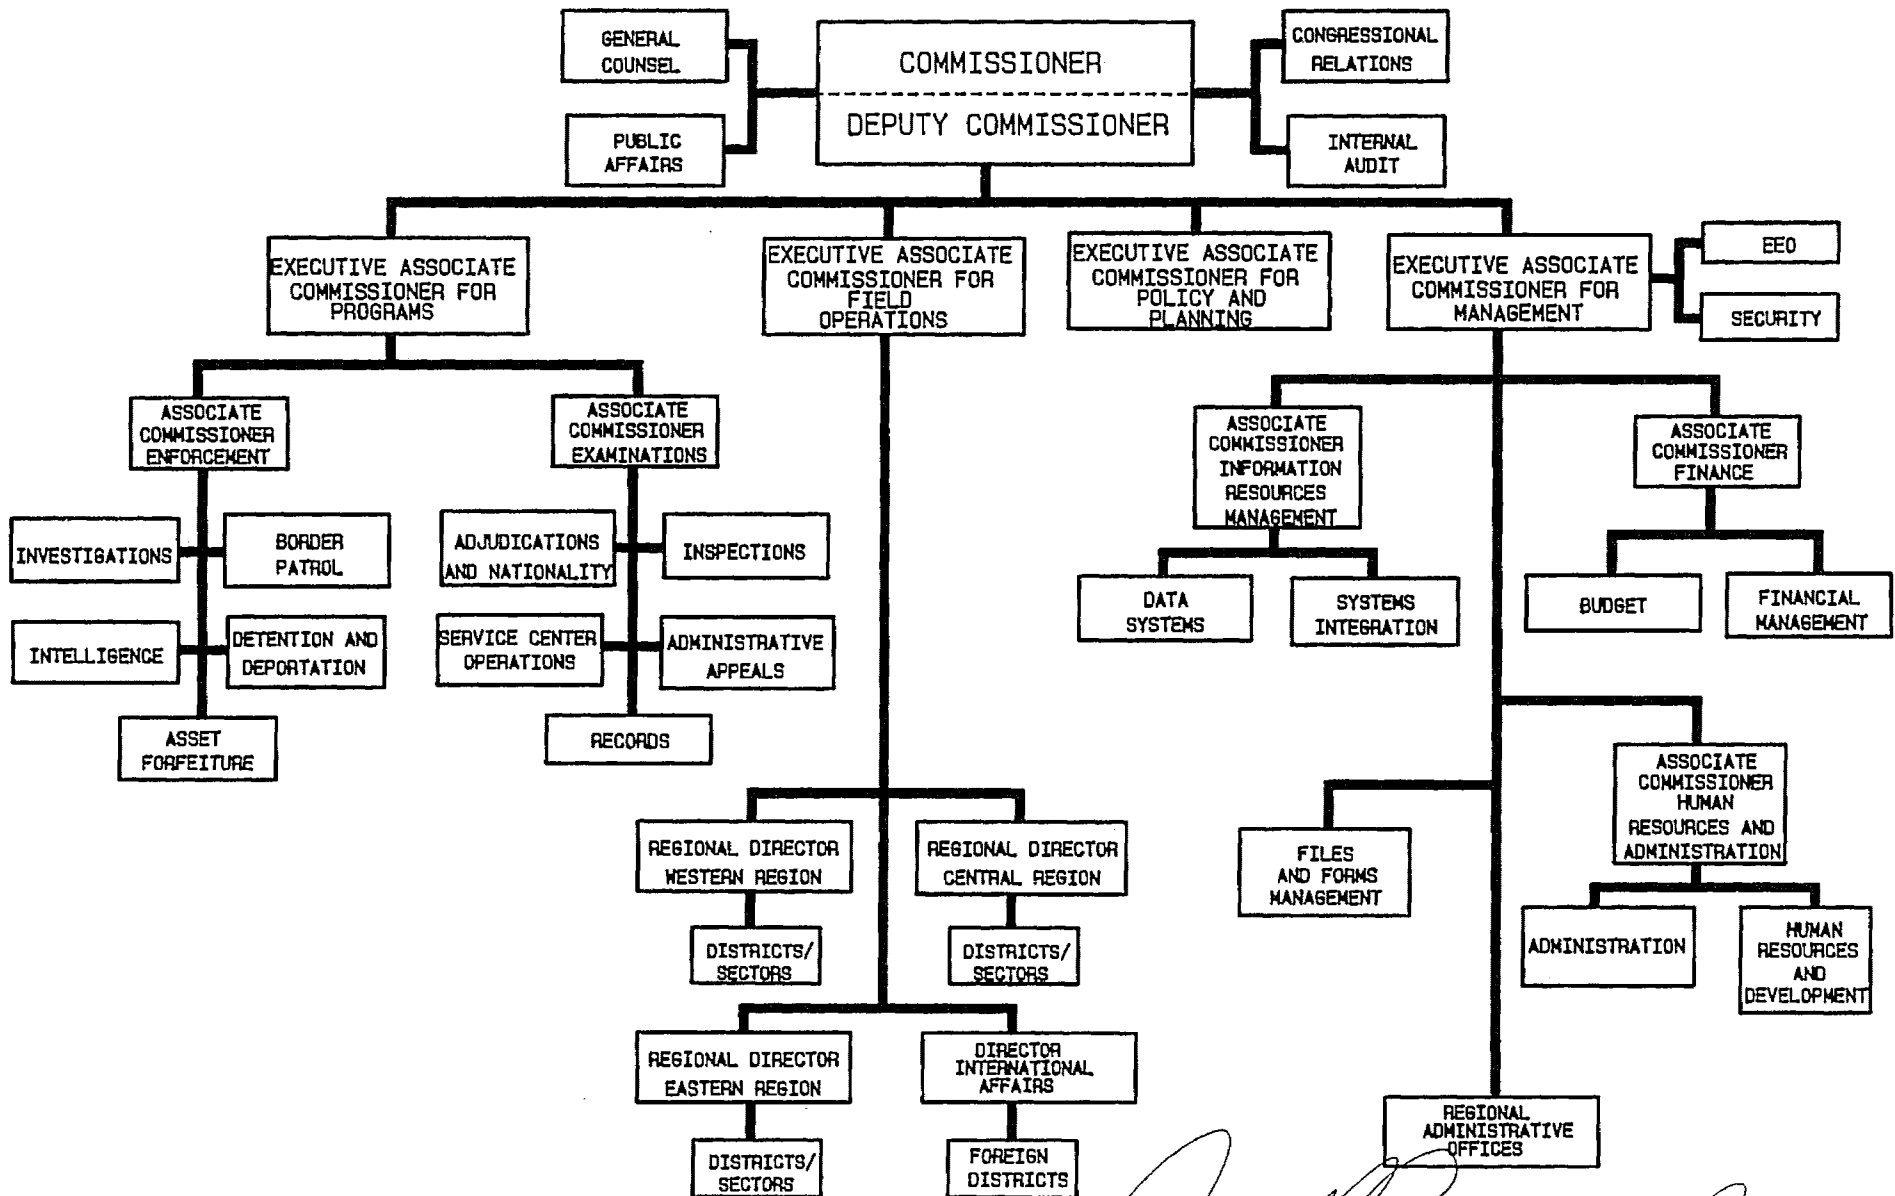 GENERAL
COUNSEL
COMMISSIONER
DEPUTY COMMISSIONER
CONGRESSIONAL
RELATIONS
PUBLIC
AFFAIRS
INTERNAL
AUDIT
EXECUTIVE ASSOCIATE
COMMISSIONER FOR
PROGRAMS
EXECUTIVE ASSOCIATE
COMMISSIONER FOR
FIELD
OPERATIONS
EXECUTIVE ASSOCIATE
COMMISSIONER FOR
POLICY AND
PLANNING
EXECUTIVE ASSOCIATE
COMMISSIONER FOR
MANAGEMENT
EEO
SECURITY
ASSOCIATE
COMMISSIONER
ENFORCEMENT
ASSOCIATE
COMMISSIONER
EXAMINATIONS
ASSOCIATE
COMMISSIONER
INFORMATION
RESOURCES
MANAGEMENT
ASSOCIATE
COMMISSIONER
FINANCE
INVESTIGATIONS
BORDER
PATROL
ADJUDICATIONS
AND NATIONALITY
INSPECTIONS
DATA
SYSTEMS
SYSTEMS
INTEGRATION
BUDGET
FINANCIAL
MANAGEMENT
INTELLIGENCE
DETENTION AND
DEPORTATION
SERVICE CENTER
OPERATIONS
ADMINISTRATIVE
APPEALS
ASSET
FORFEITURE
RECORDS
ASSOCIATE
COMMISSIONER
HUMAN
RESOURCES AND
ADMINISTRATION
REGIONAL DIRECTOR
WESTERN REGION
REGIONAL DIRECTOR
CENTRAL REGION
FILES
AND FORMS
MANAGEMENT
DISTRICTS/
SECTORS
DISTRICTS/
SECTORS
ADMINISTRATION
HUMAN
RESOURCES
AND
DEVELOPMENT
REGIONAL DIRECTOR
EASTERN REGION
DIRECTOR
INTERNATIONAL
AFFAIRS
REGIONAL
ADMINISTRATIVE
OFFICES
DISTRICTS/
SECTORS
FOREIGN
DISTRICTS